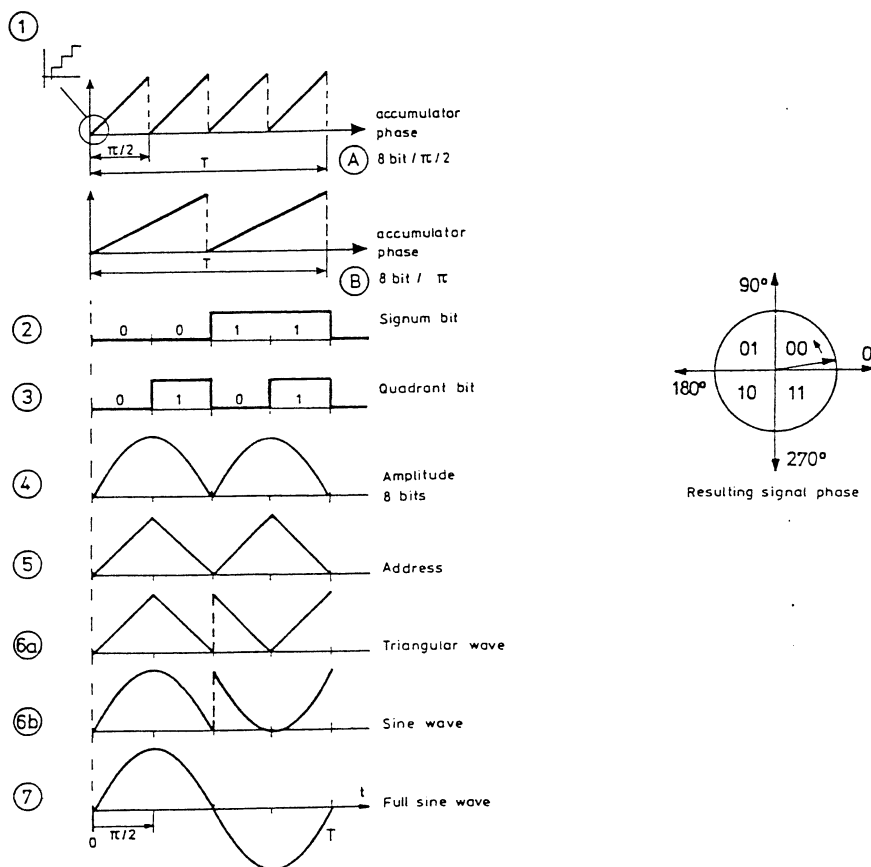 1
accumulator
phase
π/2
T
A 8 bit / π/2
accumulator
phase
T
B 8 bit / π
2 0 0 1 1 Signum bit
3 0 1 0 1 Quadrant bit
4 Amplitude
8 bits
5 Address
6a Triangular wave
6b Sine wave
7 t Full sine wave
π/2
0 T
90°
01 00 0
180°
10 11
270°
Resulting signal phase